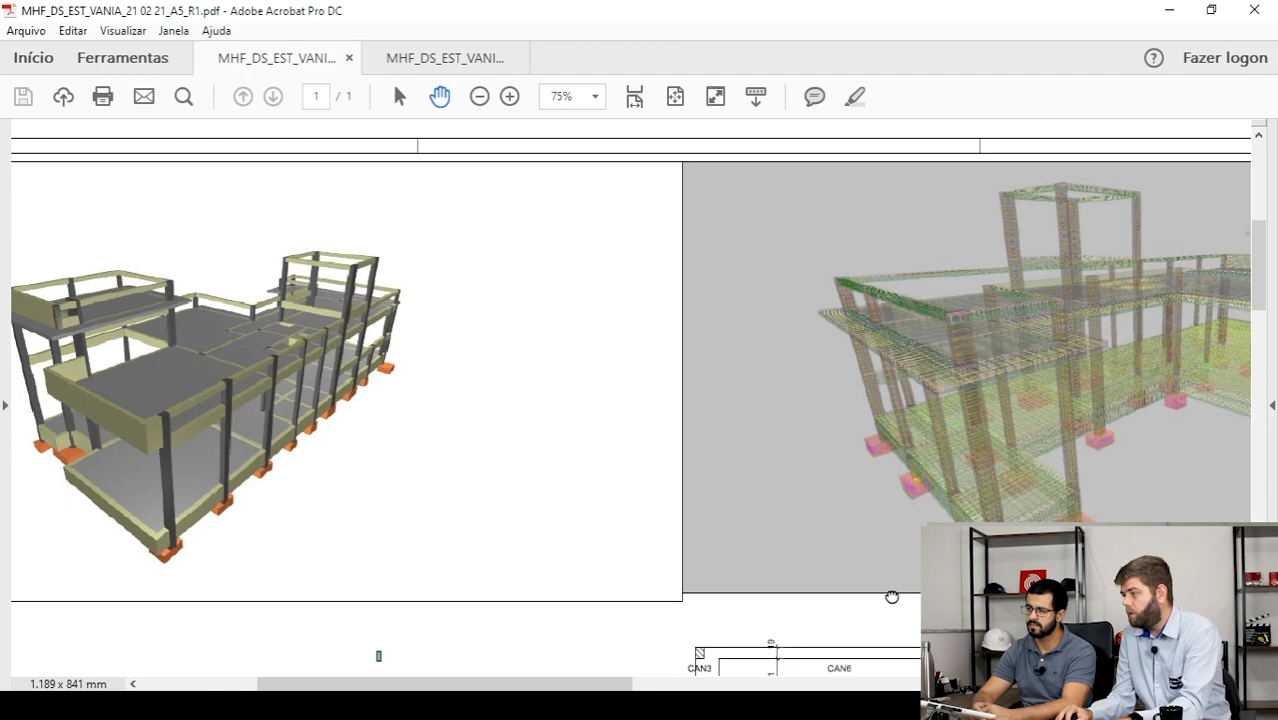 MHF_DS_EST_VANIA_21 02 21_A5_R1.pdf - Adobe Acrobat Pro DC
Arquivo Editar Visualizar Janela Ajuda
Início Ferramentas MHF_DS_EST_VANI... × MHF_DS_EST_VANI... Fazer logon
1 / 1 75%
19
CAN3 CAN6
1.189 x 841 mm